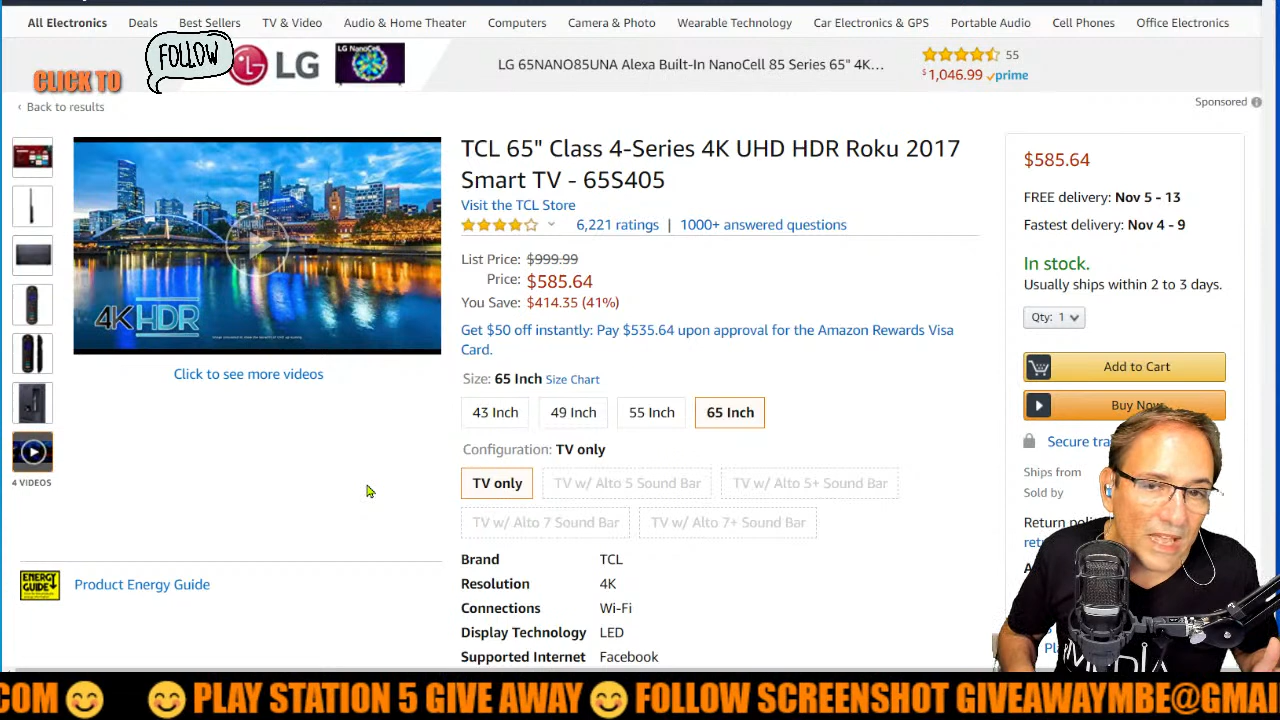 All Electronics Deals Best Sellers TV & Video Audio & Home Theater Computers Camera & Photo Wearable Technology Car Electronics & GPS Portable Audio Cell Phones Office Electronics
CLICK TO
FOLLOW
LG
LG NanoCell
LG 65NANO85UNA Alexa Built-In NanoCell 85 Series 65" 4K…
55
$1,046.99 prime
‹ Back to results
Sponsored
TCL 65" Class 4-Series 4K UHD HDR Roku 2017
Smart TV - 65S405
Visit the TCL Store
6,221 ratings | 1000+ answered questions
List Price: $999.99
Price: $585.64
You Save: $414.35 (41%)
Get $50 off instantly: Pay $535.64 upon approval for the Amazon Rewards Visa
Card.
Size: 65 Inch Size Chart
43 Inch 49 Inch 55 Inch 65 Inch
Configuration: TV only
TV only TV w/ Alto 5 Sound Bar TV w/ Alto 5+ Sound Bar
TV w/ Alto 7 Sound Bar TV w/ Alto 7+ Sound Bar
Brand TCL
Resolution 4K
Connections Wi-Fi
Display Technology LED
Supported Internet Facebook
4K HDR
Click to see more videos
4 VIDEOS
ENERGY GUIDE
Product Energy Guide
$585.64
FREE delivery: Nov 5 - 13
Fastest delivery: Nov 4 - 9
In stock.
Usually ships within 2 to 3 days.
Qty: 1
Add to Cart
Buy Now
Secure tra
Ships from
Sold by
Return poli
retu
COM 😊 😊 PLAY STATION 5 GIVE AWAY 😊 FOLLOW SCREENSHOT GIVEAWAYMBE@GMAI